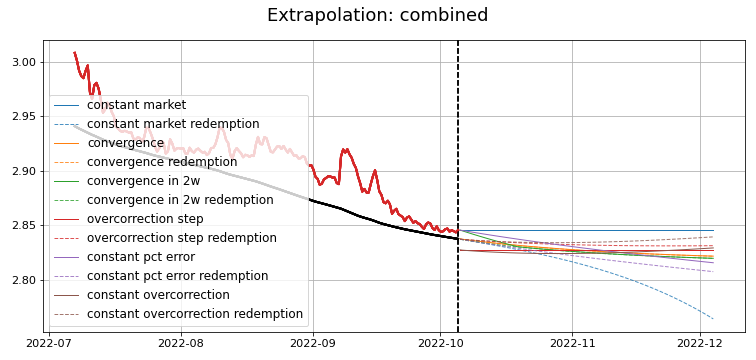 Extrapolation: combined
3.00
2.95
2.90
2.85
2.80
constant market
constant market redemption
convergence
convergence redemption
convergence in 2w
convergence in 2w redemption
overcorrection step
overcorrection step redemption
constant pct error
constant pct error redemption
constant overcorrection
constant overcorrection redemption
2022-07
2022-08
2022-09
2022-10
2022-11
2022-12